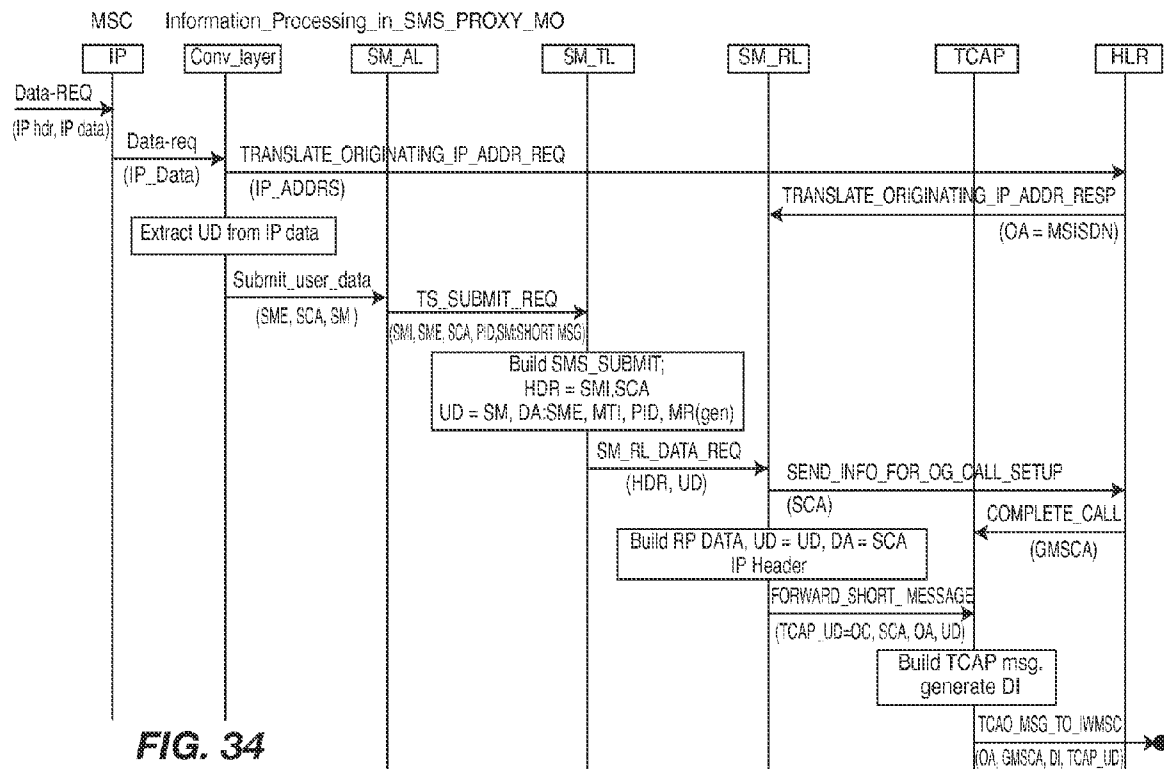 MSC Information_Processing_in_SMS_PROXY_MO
IP Conv_layer SM_AL SM_TL SM_RL TCAP HLR
Data-REQ
(IP hdr, IP data)
Data-req
(IP_Data)
TRANSLATE_ORIGINATING_IP_ADDR_REQ
(IP_ADDRS)
TRANSLATE_ORIGINATING_IP_ADDR_RESP
(OA = MSISDN)
Extract UD from IP data
Submit_user_data
(SME, SCA, SM )
TS_SUBMIT_REQ
(SMI, SME, SCA, PID,SM:SHORT MSG)
Build SMS_SUBMIT;
HDR = SMI,SCA
UD = SM, DA:SME, MTI, PID, MR(gen)
SM_RL_DATA_REQ
(HDR, UD)
SEND_INFO_FOR_OG_CALL_SETUP
(SCA)
COMPLETE_CALL
(GMSCA)
Build RP DATA, UD = UD, DA = SCA
IP Header
FORWARD_SHORT_ MESSAGE
(TCAP_UD=OC, SCA, OA, UD)
Build TCAP msg.
generate DI
TCAO_MSG_TO_IWMSC
(OA, GMSCA, DI, TCAP_UD)
FIG. 34